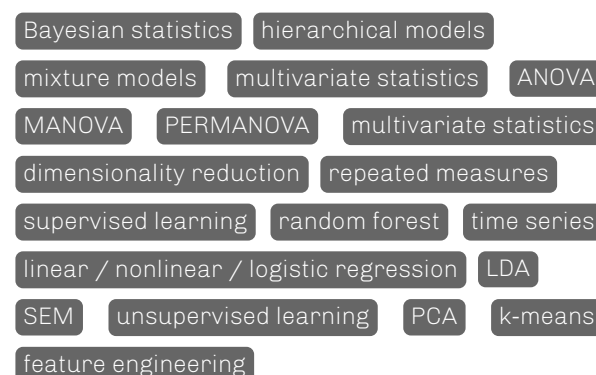 Bayesian statistics hierarchical models
mixture models multivariate statistics ANOVA
MANOVA PERMANOVA multivariate statistics
dimensionality reduction repeated measures
supervised learning random forest time series
linear / nonlinear / logistic regression LDA
SEM unsupervised learning PCA k-means
feature engineering